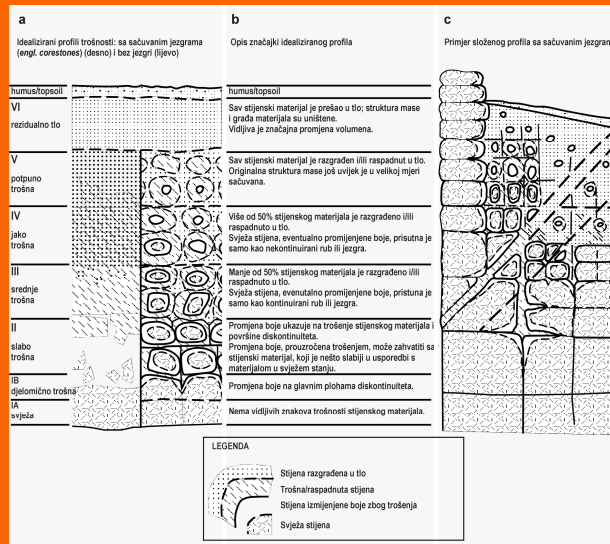 a
Idealizirani profili trošnosti: sa sačuvanim jezgrama
(engl. corestones) (desno) i bez jezgri (lijevo)
b
Opis značajki idealiziranog profila
c
Primjer složenog profila sa sačuvanim jezgram
humus/topsoil
humus/topsoil
VI
rezidualno tlo
Sav stijenski materijal je prešao u tlo; struktura mase
i građa materijala su uništene.
Vidljiva je značajna promjena volumena.
V
potpuno
trošna
Sav stijenski materijal je razgrađen i/ili raspadnut u tlo.
Originalna struktura mase još uvijek je u velikoj mjeri
sačuvana.
IV
jako
trošna
Više od 50% stijenskog materijala je razgrađeno i/ili
raspadnuto u tlo.
Svježa stijena, eventualno promijenjene boje, prisutna je
samo kao nekontinuirani rub ili jezgra.
III
srednje
trošna
Manje od 50% stijenskog materijala je razgrađeno i/ili
raspadnuto u tlo.
Svježa stijena, evenutalno promijenjene boje, pristuna je
samo kao kontinuirani rub ili jezgra.
II
slabo
trošna
Promjena boje ukazuje na trošenje stijenskog materijala i
površine diskontinuiteta.
Promjena boje, prouzročena trošenjem, može zahvatiti sa
stijenski materijal, koji je nešto slabiji u usporedbi s
materijalom u svježem stanju.
IB
djelomično trošna
Promjena boje na glavnim plohama diskontinuiteta.
IA
svježa
Nema vidljivih znakova trošnosti stijenskog materijala.
LEGENDA
Stijena razgrađena u tlo
Trošna/raspadnuta stijena
Stijena izmijenjene boje zbog trošenja
Svježa stijena